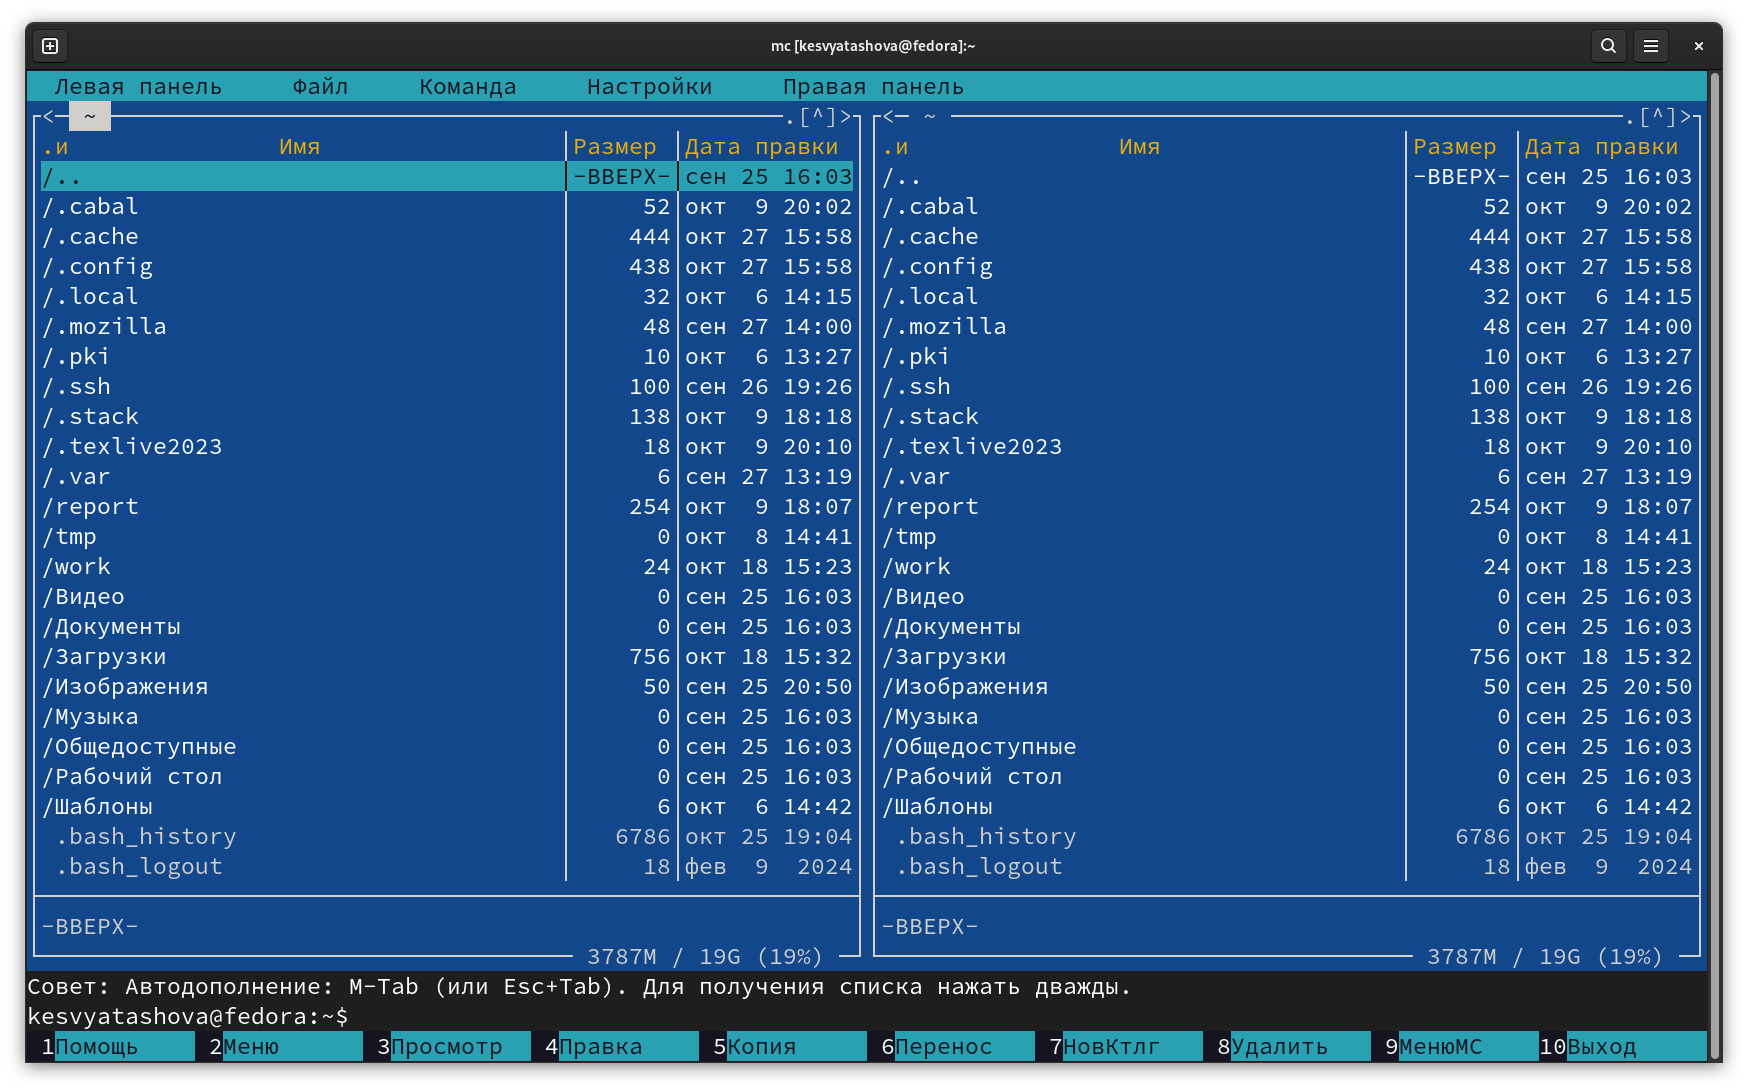 mc [kesvyatashova@fedora]:~
Левая панель Файл Команда Настройки Правая панель
<— ~ .[^]> <— ~ .[^]>
.и Имя Размер Дата правки .и Имя Размер Дата правки
/.. -ВВЕРХ- сен 25 16:03 /.. -ВВЕРХ- сен 25 16:03
/.cabal 52 окт 9 20:02 /.cabal 52 окт 9 20:02
/.cache 444 окт 27 15:58 /.cache 444 окт 27 15:58
/.config 438 окт 27 15:58 /.config 438 окт 27 15:58
/.local 32 окт 6 14:15 /.local 32 окт 6 14:15
/.mozilla 48 сен 27 14:00 /.mozilla 48 сен 27 14:00
/.pki 10 окт 6 13:27 /.pki 10 окт 6 13:27
/.ssh 100 сен 26 19:26 /.ssh 100 сен 26 19:26
/.stack 138 окт 9 18:18 /.stack 138 окт 9 18:18
/.texlive2023 18 окт 9 20:10 /.texlive2023 18 окт 9 20:10
/.var 6 сен 27 13:19 /.var 6 сен 27 13:19
/report 254 окт 9 18:07 /report 254 окт 9 18:07
/tmp 0 окт 8 14:41 /tmp 0 окт 8 14:41
/work 24 окт 18 15:23 /work 24 окт 18 15:23
/Видео 0 сен 25 16:03 /Видео 0 сен 25 16:03
/Документы 0 сен 25 16:03 /Документы 0 сен 25 16:03
/Загрузки 756 окт 18 15:32 /Загрузки 756 окт 18 15:32
/Изображения 50 сен 25 20:50 /Изображения 50 сен 25 20:50
/Музыка 0 сен 25 16:03 /Музыка 0 сен 25 16:03
/Общедоступные 0 сен 25 16:03 /Общедоступные 0 сен 25 16:03
/Рабочий стол 0 сен 25 16:03 /Рабочий стол 0 сен 25 16:03
/Шаблоны 6 окт 6 14:42 /Шаблоны 6 окт 6 14:42
.bash_history 6786 окт 25 19:04 .bash_history 6786 окт 25 19:04
.bash_logout 18 фев 9 2024 .bash_logout 18 фев 9 2024
-ВВЕРХ- -ВВЕРХ-
3787M / 19G (19%) 3787M / 19G (19%)
Совет: Автодополнение: M-Tab (или Esc+Tab). Для получения списка нажать дважды.
kesvyatashova@fedora:~$
1Помощь 2Меню 3Просмотр 4Правка 5Копия 6Перенос 7НовКтлг 8Удалить 9МенюМС 10Выход